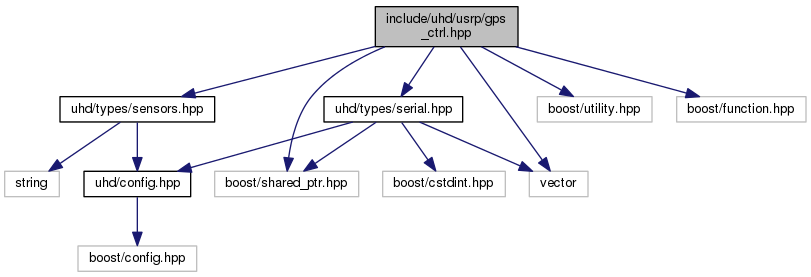 include/uhd/usrp/gps
_ctrl.hpp
uhd/types/sensors.hpp
uhd/types/serial.hpp
boost/utility.hpp
boost/function.hpp
string
uhd/config.hpp
boost/shared_ptr.hpp
boost/cstdint.hpp
vector
boost/config.hpp